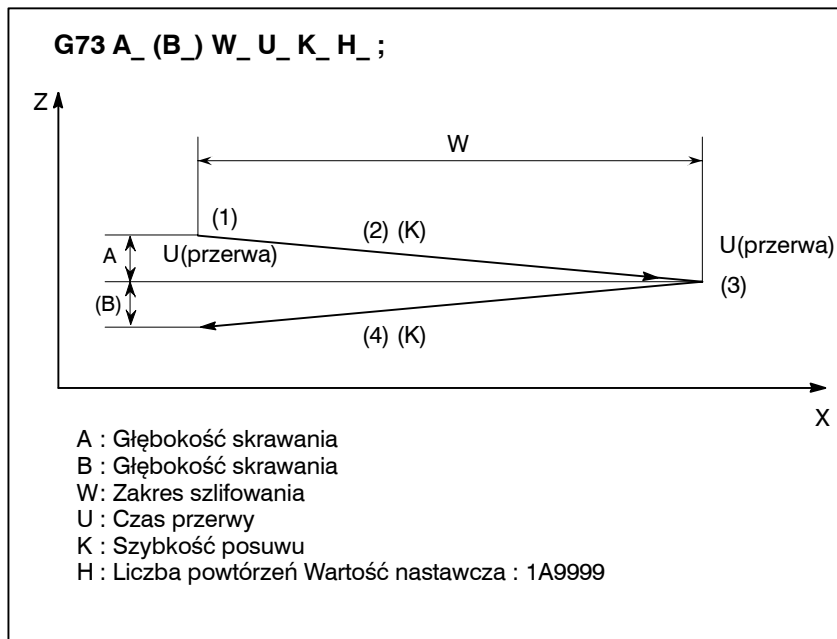 G73 A_ (B_) W_ U_ K_ H_ ;
Z
W
(1)
(2) (K)
A
U(przerwa)
U(przerwa)
(3)
(B)
(4) (K)
X
A : Głębokość skrawania
B : Głębokość skrawania
W : Zakres szlifowania
U : Czas przerwy
K : Szybkość posuwu
H : Liczba powtórzeń Wartość nastawcza : 1A9999